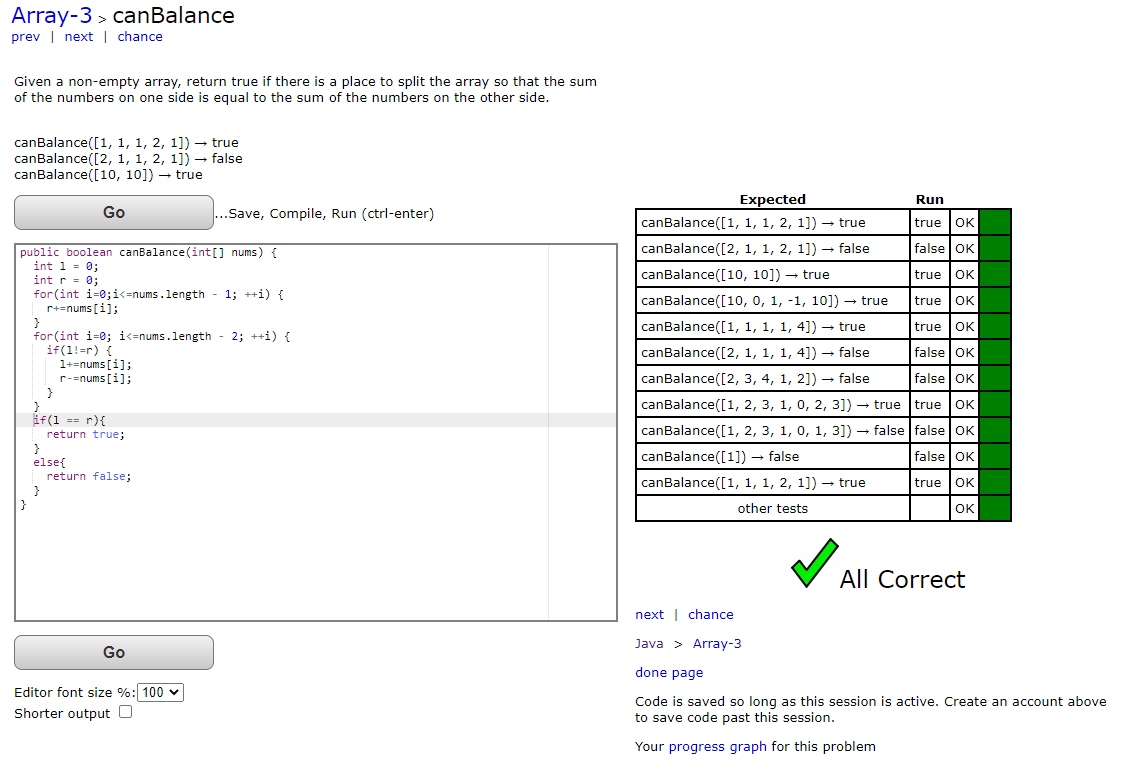 Array-3 > canBalance
prev | next | chance
Given a non-empty array, return true if there is a place to split the array so that the sum
of the numbers on one side is equal to the sum of the numbers on the other side.
canBalance([1, 1, 1, 2, 1]) → true
canBalance([2, 1, 1, 2, 1]) → false
canBalance([10, 10]) → true
Go
...Save, Compile, Run (ctrl-enter)
public boolean canBalance(int[] nums) {
int l = 0;
int r = 0;
for(int i=0;i<=nums.length - 1; ++i) {
r+=nums[i];
}
for(int i=0; i<=nums.length - 2; ++i) {
if(l!=r) {
l+=nums[i];
r-=nums[i];
}
}
if(l == r){
return true;
}
else{
return false;
}
}
Go
Editor font size %: 100
Shorter output
Expected Run
canBalance([1, 1, 1, 2, 1]) → true true OK
canBalance([2, 1, 1, 2, 1]) → false false OK
canBalance([10, 10]) → true true OK
canBalance([10, 0, 1, -1, 10]) → true true OK
canBalance([1, 1, 1, 1, 4]) → true true OK
canBalance([2, 1, 1, 1, 4]) → false false OK
canBalance([2, 3, 4, 1, 2]) → false false OK
canBalance([1, 2, 3, 1, 0, 2, 3]) → true true OK
canBalance([1, 2, 3, 1, 0, 1, 3]) → false false OK
canBalance([1]) → false false OK
canBalance([1, 1, 1, 2, 1]) → true true OK
other tests OK
All Correct
next | chance
Java > Array-3
done page
Code is saved so long as this session is active. Create an account above
to save code past this session.
Your progress graph for this problem